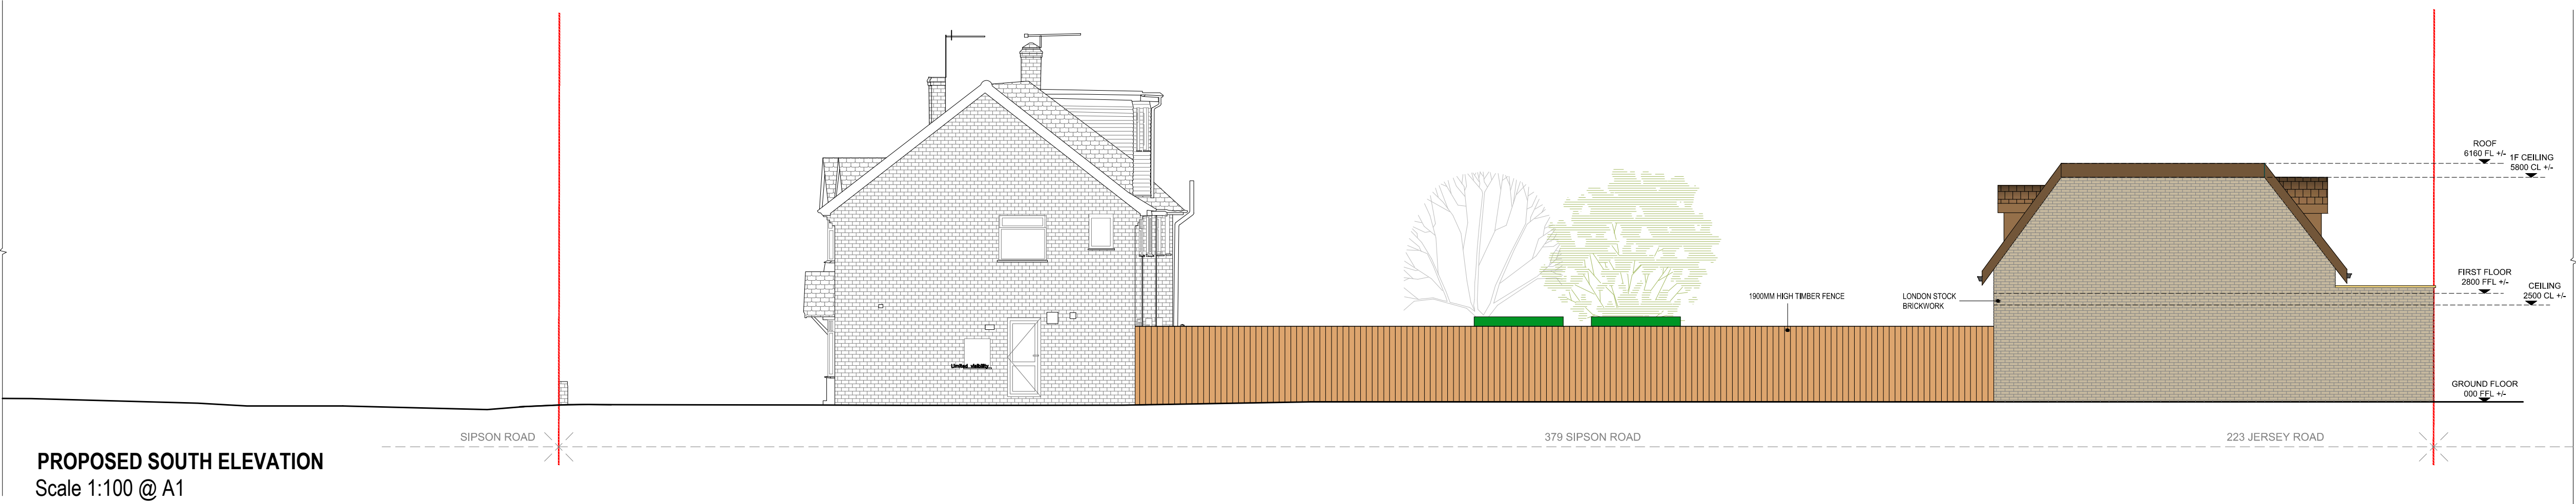 ROOF
6160 FL +/-
1F CEILING
5800 CL +/-
FIRST FLOOR
2800 FFL +/-
CEILING
2500 CL +/-
1900MM HIGH TIMBER FENCE
LONDON STOCK
BRICKWORK
Limited_visibility
GROUND FLOOR
000 FFL +/-
SIPSON ROAD
379 SIPSON ROAD
223 JERSEY ROAD
PROPOSED SOUTH ELEVATION
Scale 1:100 @ A1